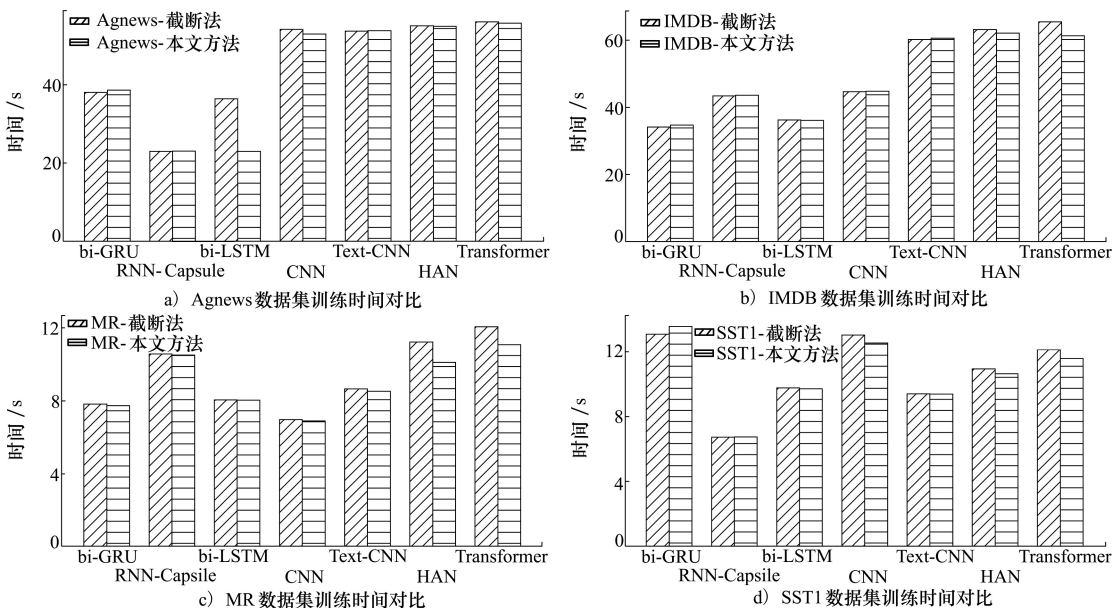 Agnews-截断法
Agnews-本文方法
时间/s
40
20
0
bi-GRU
bi-LSTM
Text-CNN
Transformer
RNN-Capsule
CNN
HAN
a) Agnews数据集训练时间对比
IMDB-截断法
IMDB-本文方法
时间/s
60
40
20
0
bi-GRU
bi-LSTM
Text-CNN
Transformer
RNN-Capsule
CNN
HAN
b) IMDB数据集训练时间对比
MR-截断法
MR-本文方法
时间/s
12
8
4
0
bi-GRU
bi-LSTM
Text-CNN
Transformer
RNN-Capsile
CNN
HAN
c) MR数据集训练时间对比
SST1-截断法
SST1-本文方法
时间/s
12
8
4
0
bi-GRU
bi-LSTM
Text-CNN
Transformer
RNN-Capsile
CNN
HAN
d) SST1数据集训练时间对比